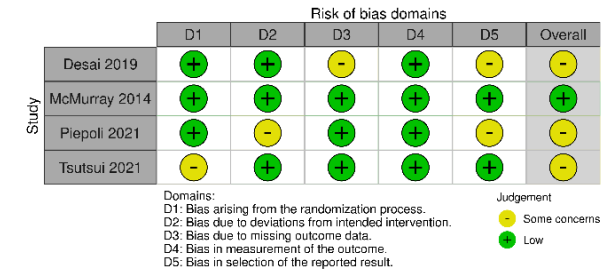 Risk of bias domains
D1 D2 D3 D4 D5 Overall
Study
Desai 2019 + + - + - -
McMurray 2014 + + + + + +
Piepoli 2021 + - + + - -
Tsutsui 2021 - + + + + -
Domains:
D1: Bias arising from the randomization process.
D2: Bias due to deviations from intended intervention.
D3: Bias due to missing outcome data.
D4: Bias in measurement of the outcome.
D5: Bias in selection of the reported result.
Judgement
- Some concerns
+ Low